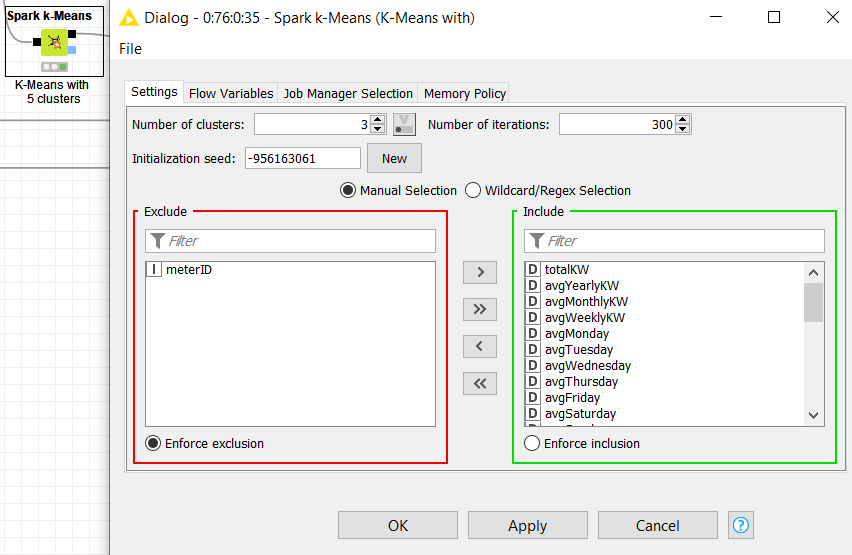 Spark k-Means
K-Means with
5 clusters
Dialog - 0:76:0:35 - Spark k-Means (K-Means with)
File
Settings Flow Variables Job Manager Selection Memory Policy
Number of clusters: 3 V Number of iterations: 300
Initialization seed: -956163061 New
Manual Selection Wildcard/Regex Selection
Exclude
Filter
I meterID
Enforce exclusion
>
>>
<
<<
Include
Filter
D totalKW
D avgYearlyKW
D avgMonthlyKW
D avgWeeklyKW
D avgMonday
D avgTuesday
D avgWednesday
D avgThursday
D avgFriday
D avgSaturday
Enforce inclusion
OK Apply Cancel ?